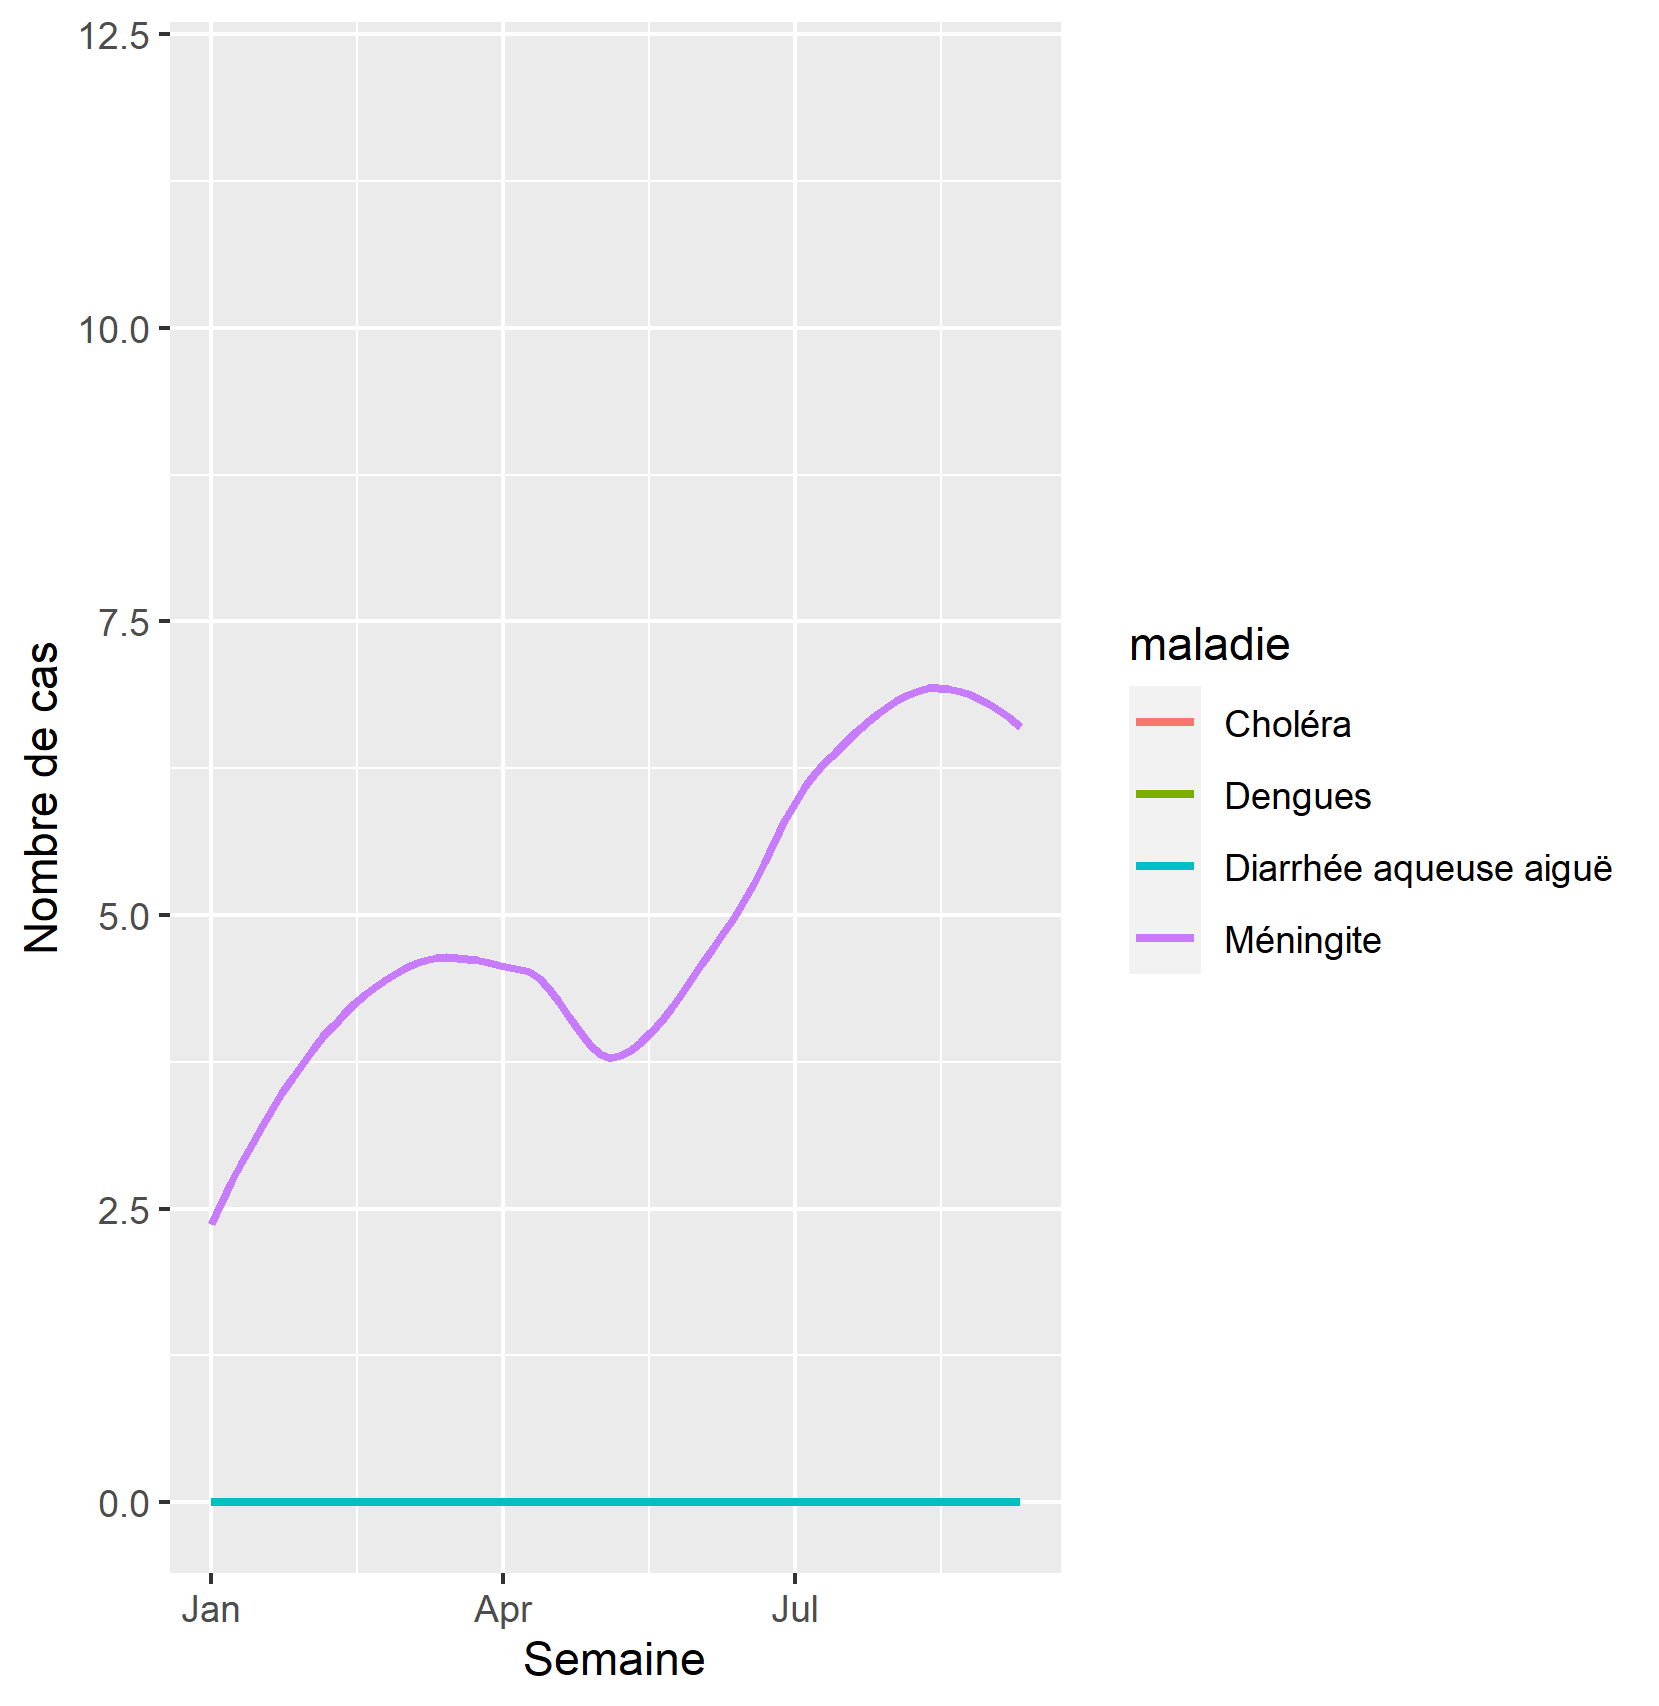 12.5
10.0
7.5
5.0
2.5
0.0
Nombre de cas
Jan Apr Jul
Semaine
maladie
Choléra
Dengues
Diarrhée aqueuse aiguë
Méningite